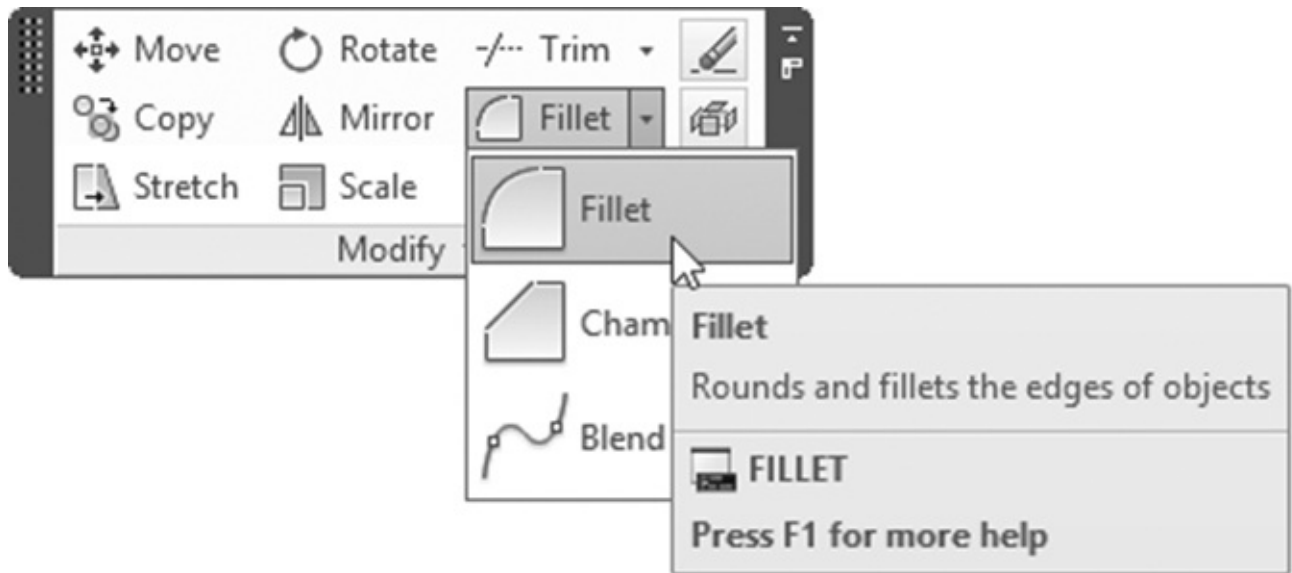 Move Rotate Trim
Copy Mirror Fillet
Stretch Scale
Modify
Fillet
Cham
Blend
Fillet
Rounds and fillets the edges of objects
FILLET
Press F1 for more help